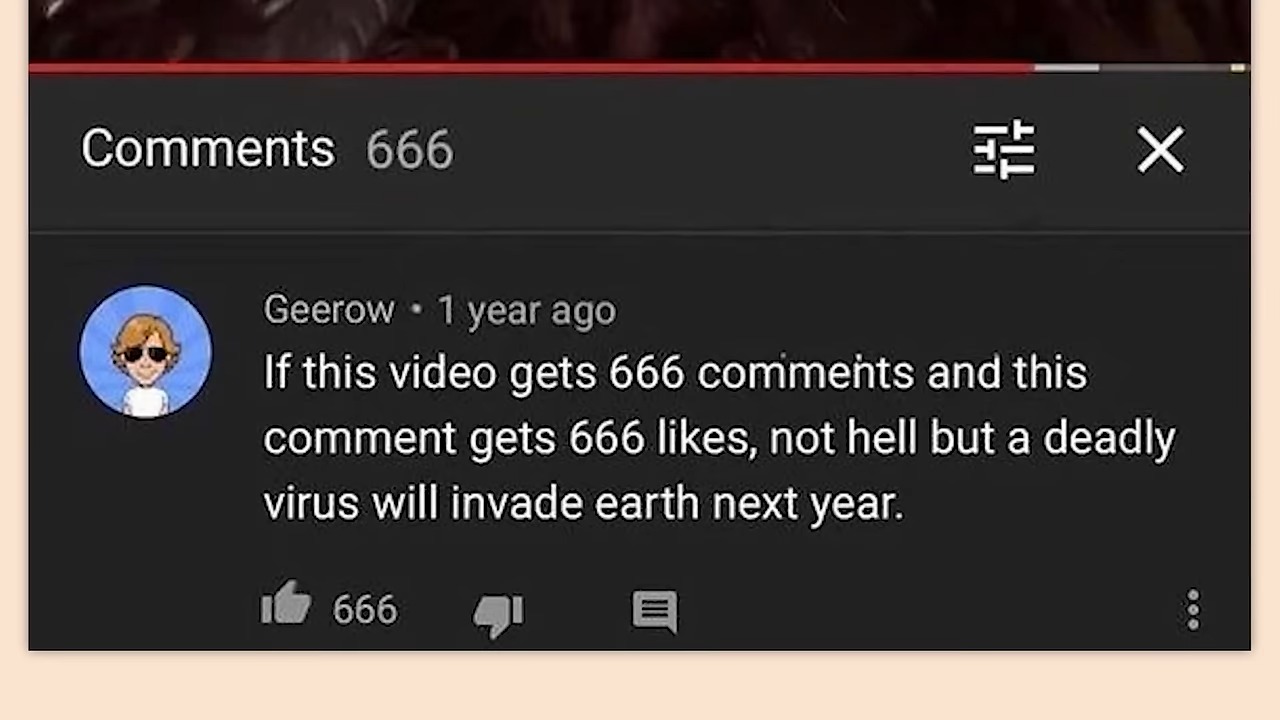 Comments 666
Geerow • 1 year ago
If this video gets 666 comments and this
comment gets 666 likes, not hell but a deadly
virus will invade earth next year.
666